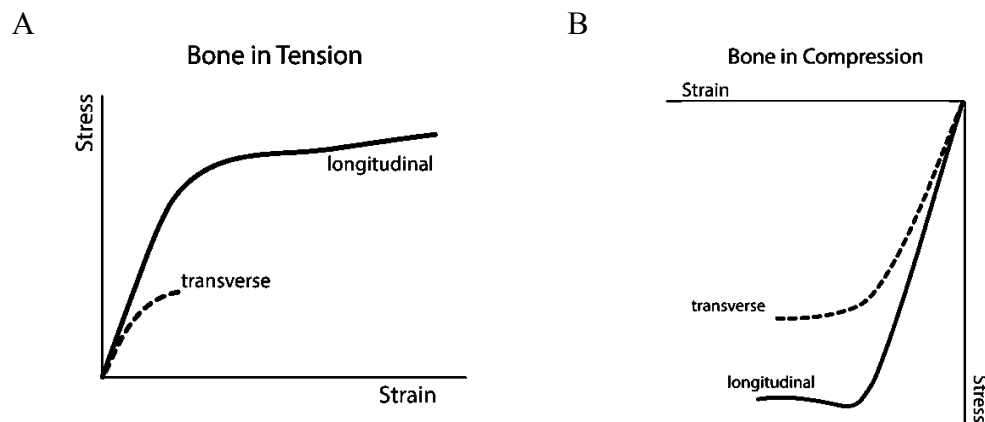 A
Bone in Tension
Stress
longitudinal
transverse
Strain
B
Bone in Compression
Strain
transverse
longitudinal
Stress